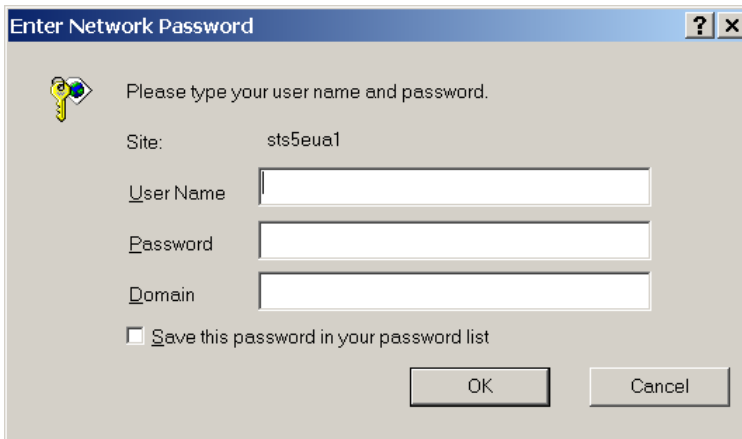 Enter Network Password
Please type your user name and password.
Site: sts5eua1
User Name
Password
Domain
Save this password in your password list
OK Cancel